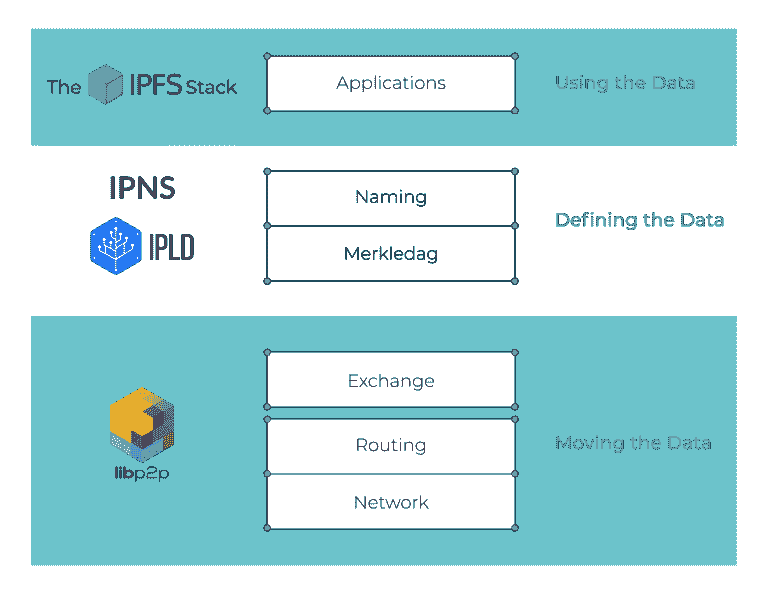 The IPFS Stack
Applications
Using the Data
IPNS
IPLD
Naming
Merkledag
Defining the Data
libp2p
Exchange
Routing
Network
Moving the Data